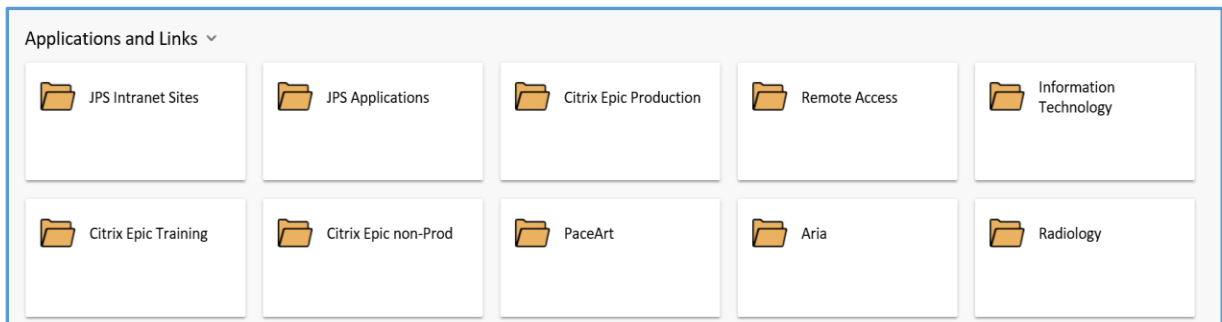 Applications and Links
JPS Intranet Sites
JPS Applications
Citrix Epic Production
Remote Access
Information
Technology
Citrix Epic Training
Citrix Epic non-Prod
PaceArt
Aria
Radiology